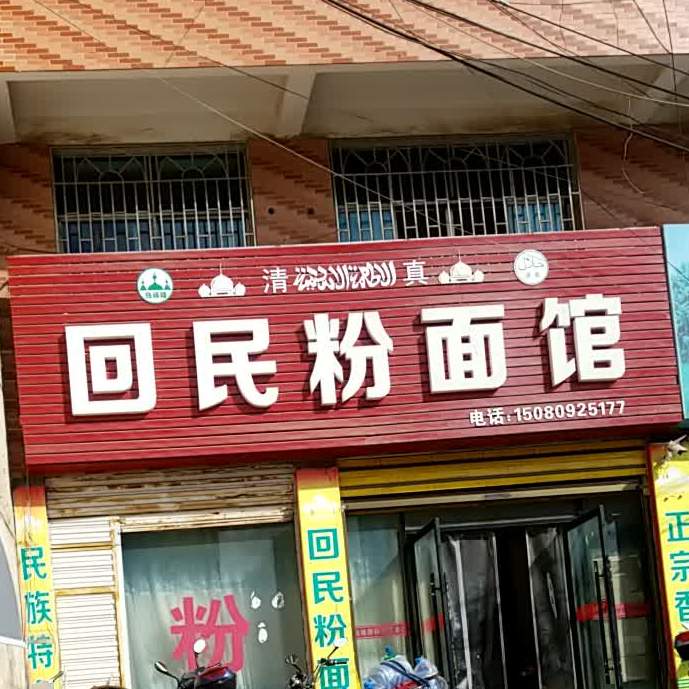 清 真
回民粉面馆
电话:15080925177
民族特
粉
回民粉面
正宗香